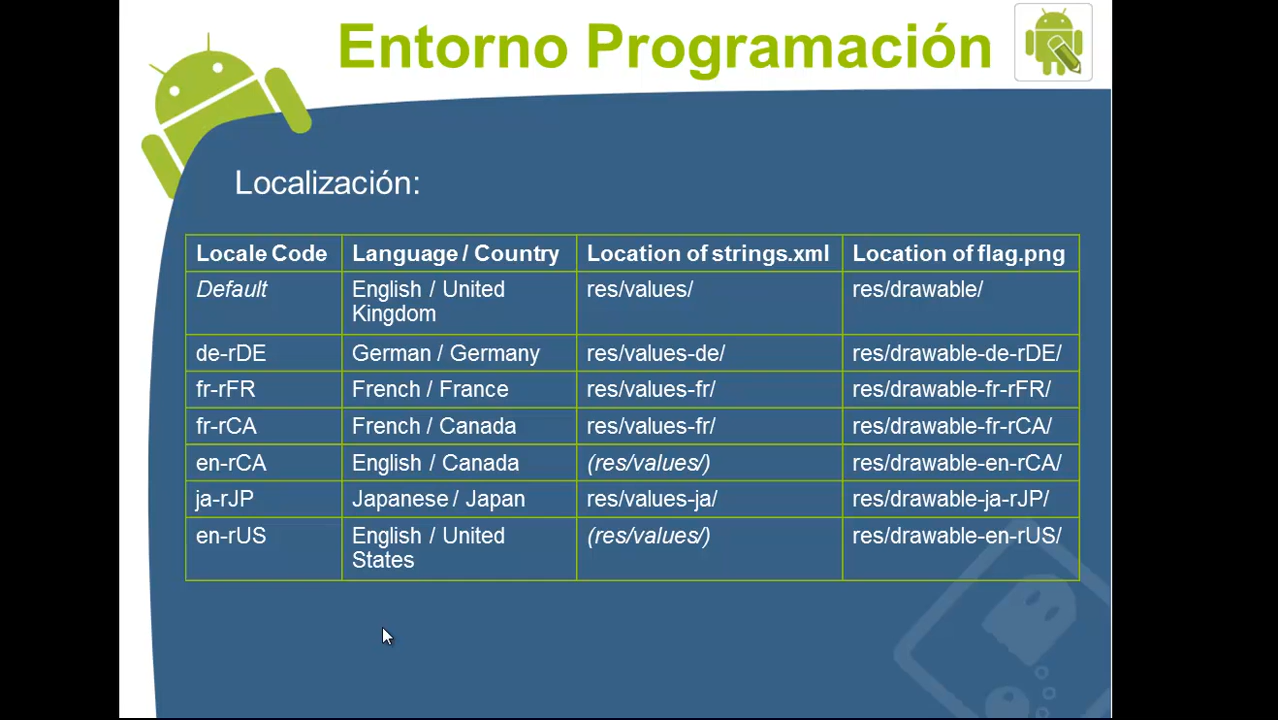 Entorno Programación
Localización:
Locale Code Language / Country Location of strings.xml Location of flag.png
Default English / United Kingdom res/values/ res/drawable/
de-rDE German / Germany res/values-de/ res/drawable-de-rDE/
fr-rFR French / France res/values-fr/ res/drawable-fr-rFR/
fr-rCA French / Canada res/values-fr/ res/drawable-fr-rCA/
en-rCA English / Canada (res/values/) res/drawable-en-rCA/
ja-rJP Japanese / Japan res/values-ja/ res/drawable-ja-rJP/
en-rUS English / United States (res/values/) res/drawable-en-rUS/